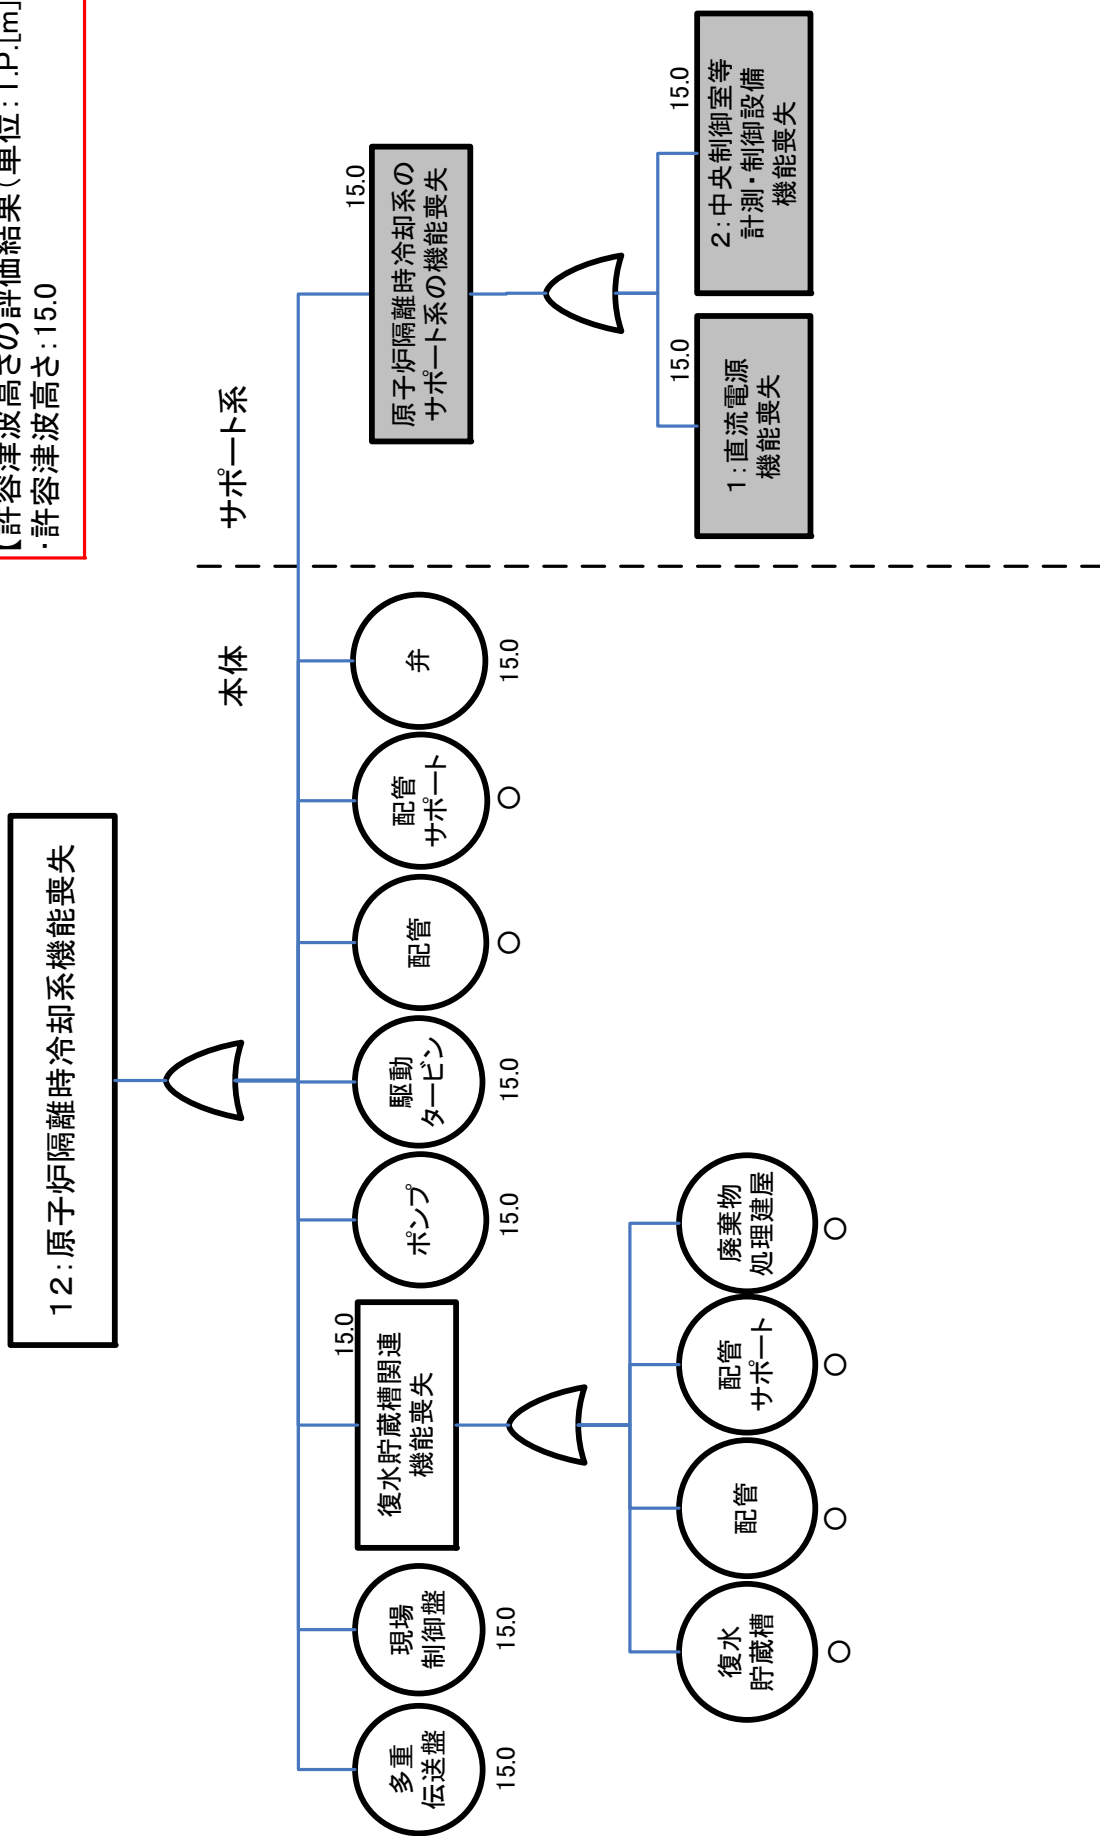 【許容津波高さの評価結果(単位:T.P.[m])
・許容津波高さ:15.0
12:原子炉隔離時冷却系機能喪失
本体
サポート系
多重
伝送盤
15.0
現場
制御盤
15.0
15.0
復水貯蔵槽関連
機能喪失
ポンプ
15.0
駆動
タービン
15.0
配管
○
配管
サポート
○
弁
15.0
15.0
原子炉隔離時冷却系の
サポート系の機能喪失
復水
貯蔵槽
○
配管
○
配管
サポート
○
廃棄物
処理建屋
○
15.0
1:直流電源
機能喪失
15.0
2:中央制御室等
計測・制御設備
機能喪失